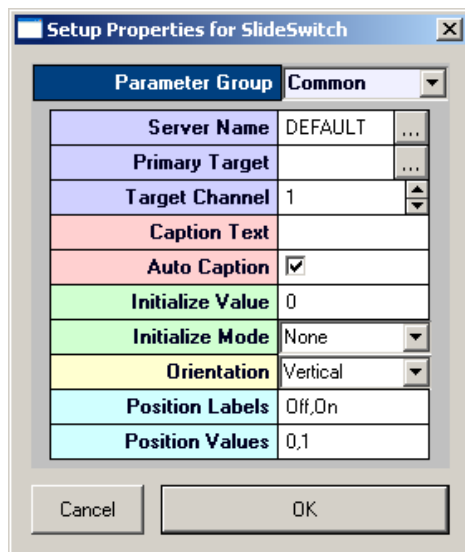 Setup Properties for SlideSwitch
Parameter Group Common
Server Name DEFAULT ...
Primary Target ...
Target Channel 1
Caption Text
Auto Caption
Initialize Value 0
Initialize Mode None
Orientation Vertical
Position Labels Off,On
Position Values 0,1
Cancel OK